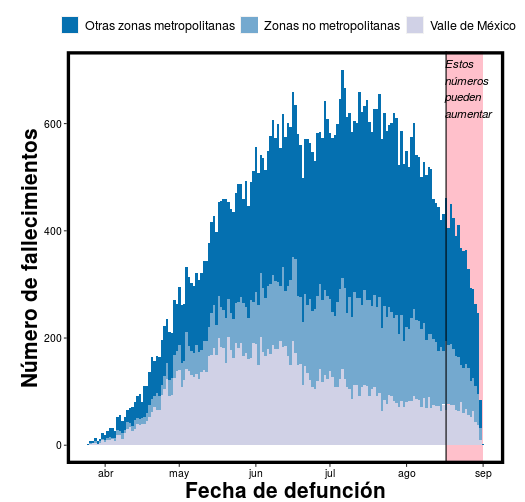 Otras zonas metropolitanas Zonas no metropolitanas Valle de México
Estos
números
pueden
aumentar
600
400
200
0
Número de fallecimientos
abr may jun jul ago sep
Fecha de defunción